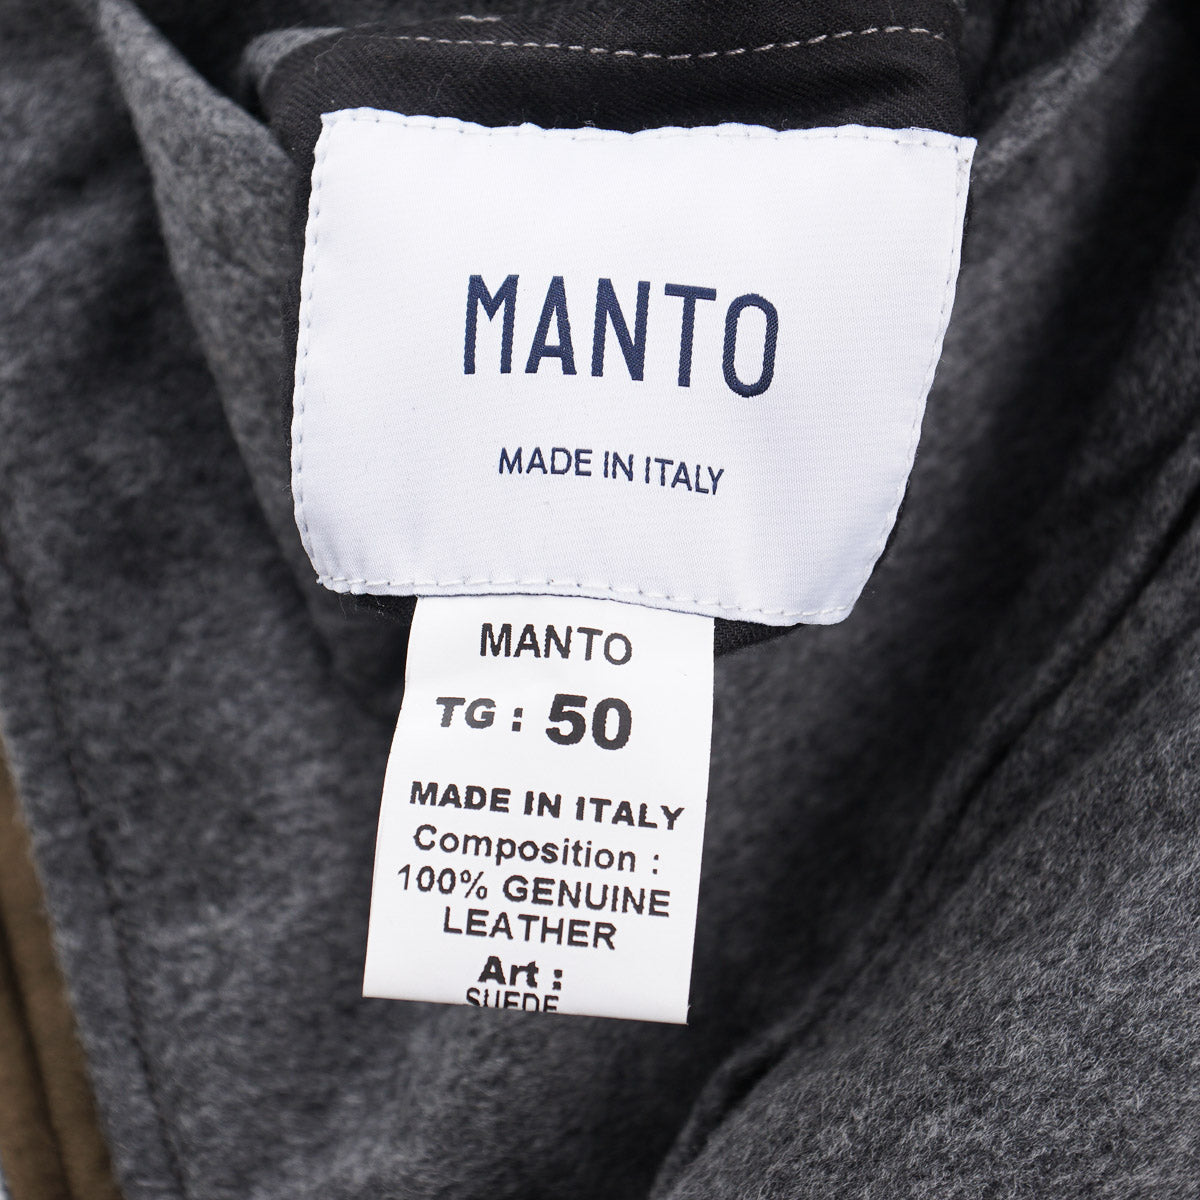 MANTO
MADE IN ITALY
MANTO
TG : 50
MADE IN ITALY
Composition :
100% GENUINE
LEATHER
Art :
SUEDE